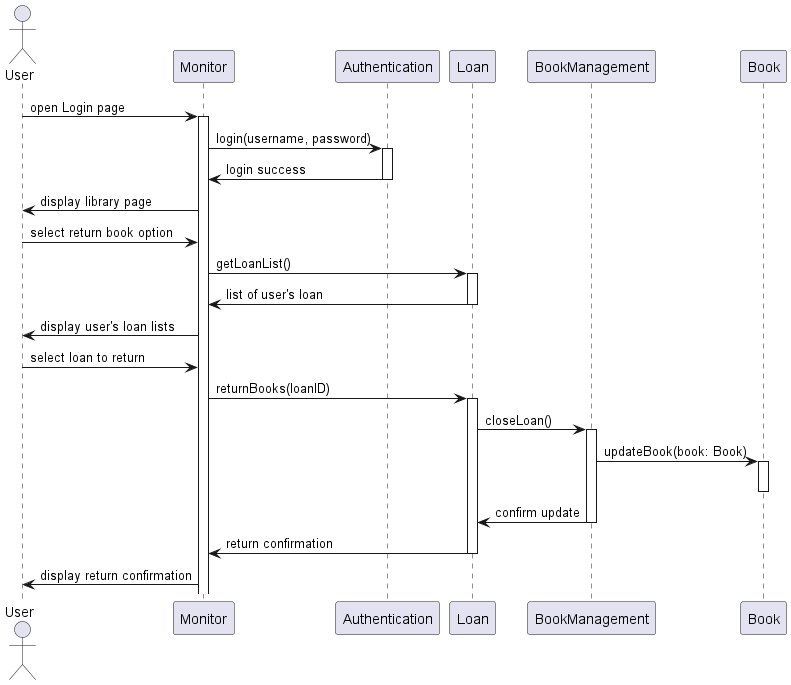 User
Monitor
Authentication
Loan
BookManagement
Book
open Login page
login(username, password)
login success
display library page
select return book option
getLoanList()
list of user's loan
display user's loan lists
select loan to return
returnBooks(loanID)
closeLoan()
updateBook(book: Book)
confirm update
return confirmation
display return confirmation
User
Monitor
Authentication
Loan
BookManagement
Book